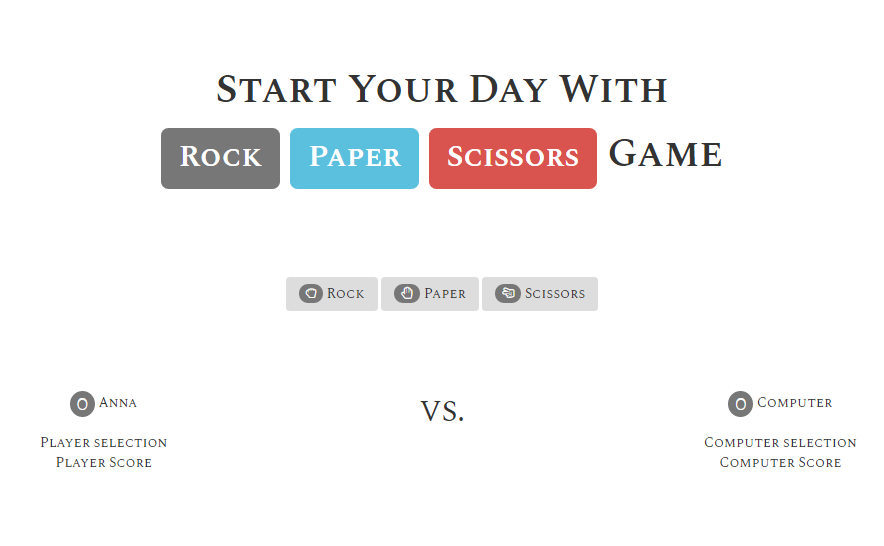 Start Your Day With
Rock Paper Scissors Game
Rock Paper Scissors
0 Anna
vs.
0 Computer
Player selection
Computer selection
Player Score
Computer Score